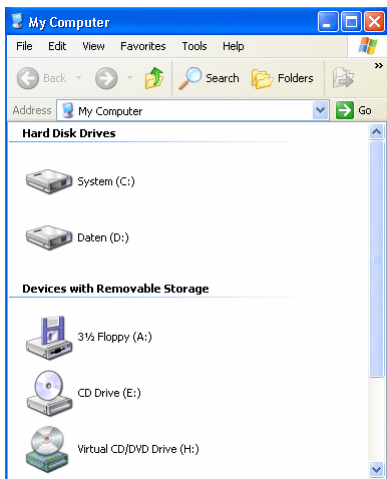 My Computer
File Edit View Favorites Tools Help
Back Search Folders »
Address My Computer Go
Hard Disk Drives
System (C:)
Daten (D:)
Devices with Removable Storage
3½ Floppy (A:)
CD Drive (E:)
Virtual CD/DVD Drive (H:)